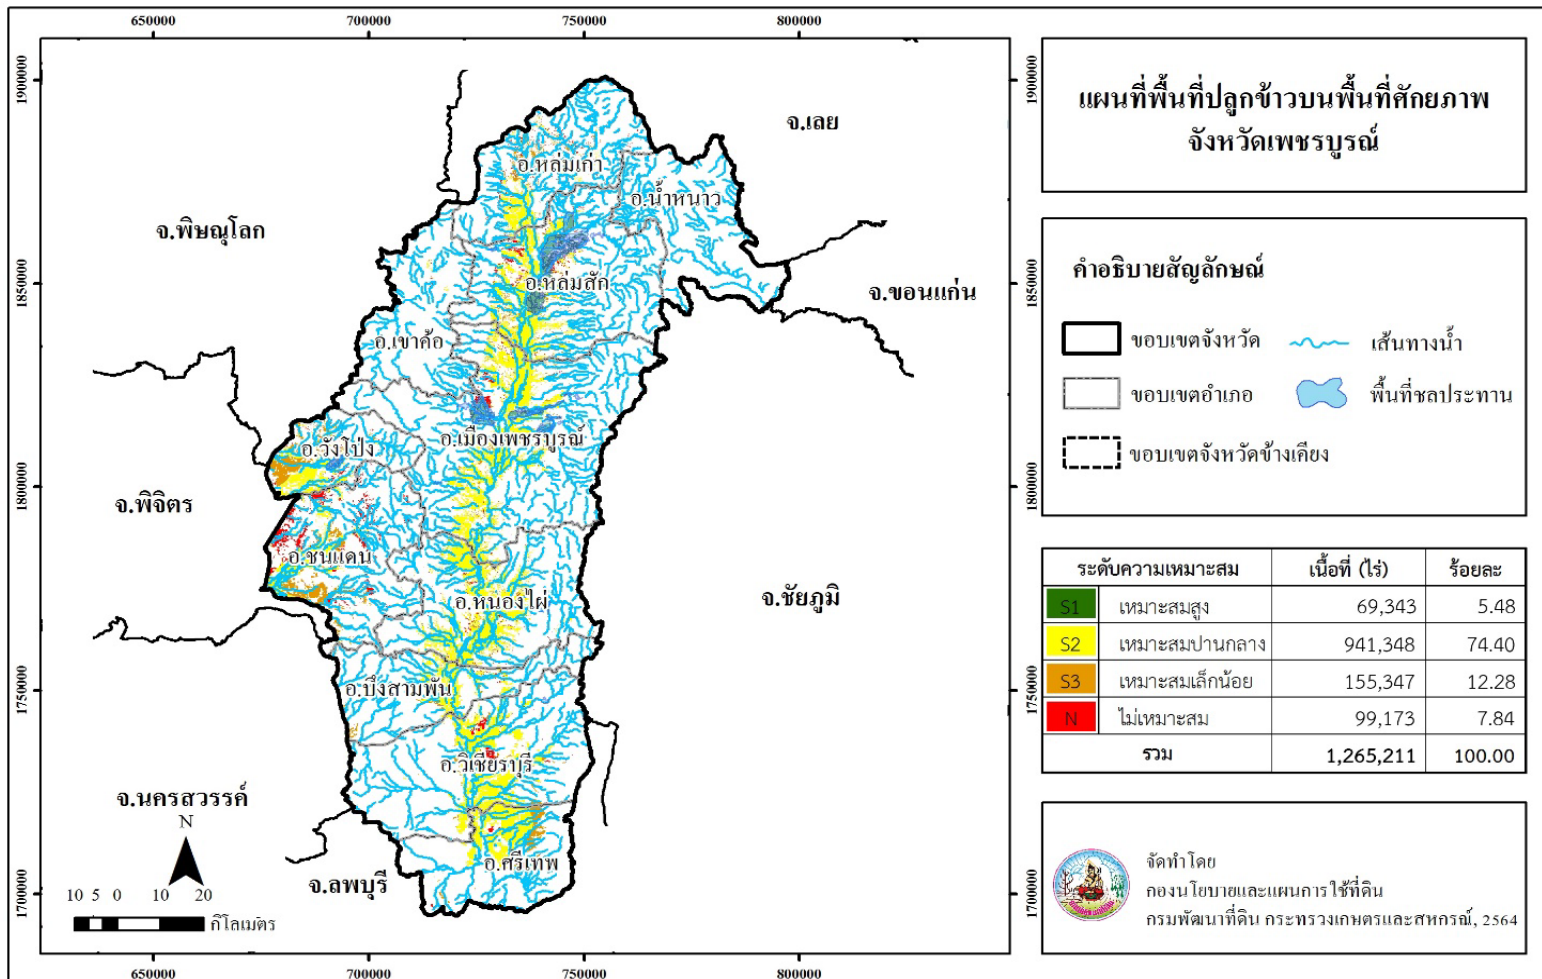 650000 700000 750000 800000
1900000 1850000 1800000 1750000 1700000
จ.เลย
อ.หล่มเก่า
อ.น้ำหนาว
จ.พิษณุโลก
อ.หล่มสัก
จ.ขอนแก่น
อ.เขาค้อ
อ.เมืองเพชรบูรณ์
อ.วังโป่ง
จ.พิจิตร
อ.ชนแดน
จ.ชัยภูมิ
อ.หนองไผ่
อ.บึงสามพัน
อ.วิเชียรบุรี
จ.นครสวรรค์
N
อ.ศรีเทพ
จ.ลพบุรี
10 5 0 10 20
กิโลเมตร
1900000 1850000 1800000 1750000 1700000
650000 700000 750000 800000
แผนที่พื้นที่ปลูกข้าวบนพื้นที่ศักยภาพ
จังหวัดเพชรบูรณ์
คำอธิบายสัญลักษณ์
ขอบเขตจังหวัด เส้นทางน้ำ
ขอบเขตอำเภอ พื้นที่ชลประทาน
ขอบเขตจังหวัดข้างเคียง
ระดับความเหมาะสม เนื้อที่ (ไร่) ร้อยละ
S1 เหมาะสมสูง 69,343 5.48
S2 เหมาะสมปานกลาง 941,348 74.40
S3 เหมาะสมเล็กน้อย 155,347 12.28
N ไม่เหมาะสม 99,173 7.84
รวม 1,265,211 100.00
จัดทำโดย
กองนโยบายและแผนการใช้ที่ดิน
กรมพัฒนาที่ดิน กระทรวงเกษตรและสหกรณ์, 2564